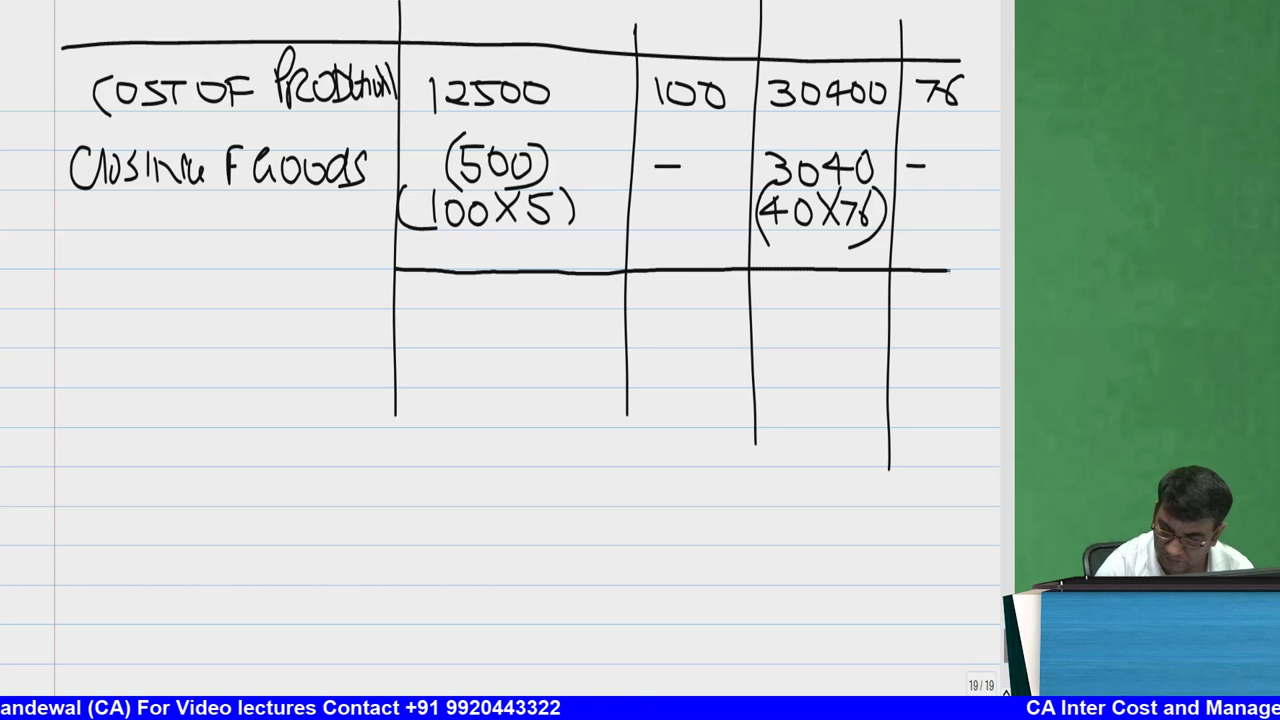 COST OF PRODUCTION 12500 100 30400 76
CLOSING F GOODS (500) - 3040 -
(100X5) (40X76)
19/19
andewal (CA) For Video lectures Contact +91 9920443322 CA Inter Cost and Manage